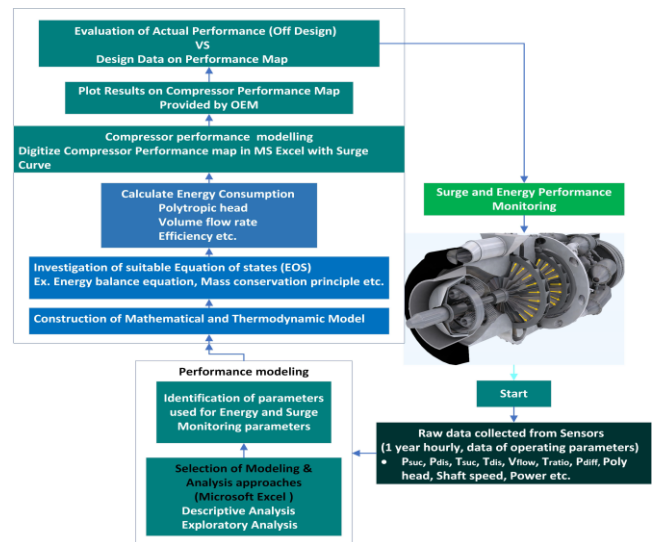 Evaluation of Actual Performance (Off Design)
VS
Design Data on Performance Map
Plot Results on Compressor Performance Map
Provided by OEM
Compressor performance modelling
Digitize Compressor Performance map in MS Excel with Surge
Curve
Calculate Energy Consumption
Polytropic head
Volume flow rate
Efficiency etc.
Investigation of suitable Equation of states (EOS)
Ex. Energy balance equation, Mass conservation principle etc.
Construction of Mathematical and Thermodynamic Model
Performance modeling
Identification of parameters
used for Energy and Surge
Monitoring parameters
Selection of Modeling &
Analysis approaches
(Microsoft Excel )
Descriptive Analysis
Exploratory Analysis
Surge and Energy Performance
Monitoring
Start
Raw data collected from Sensors
(1 year hourly, data of operating parameters)
• Psuc, Pdis, Tsuc, Tdis, Vflow, Tratio, Pdiff, Poly
head, Shaft speed, Power etc.